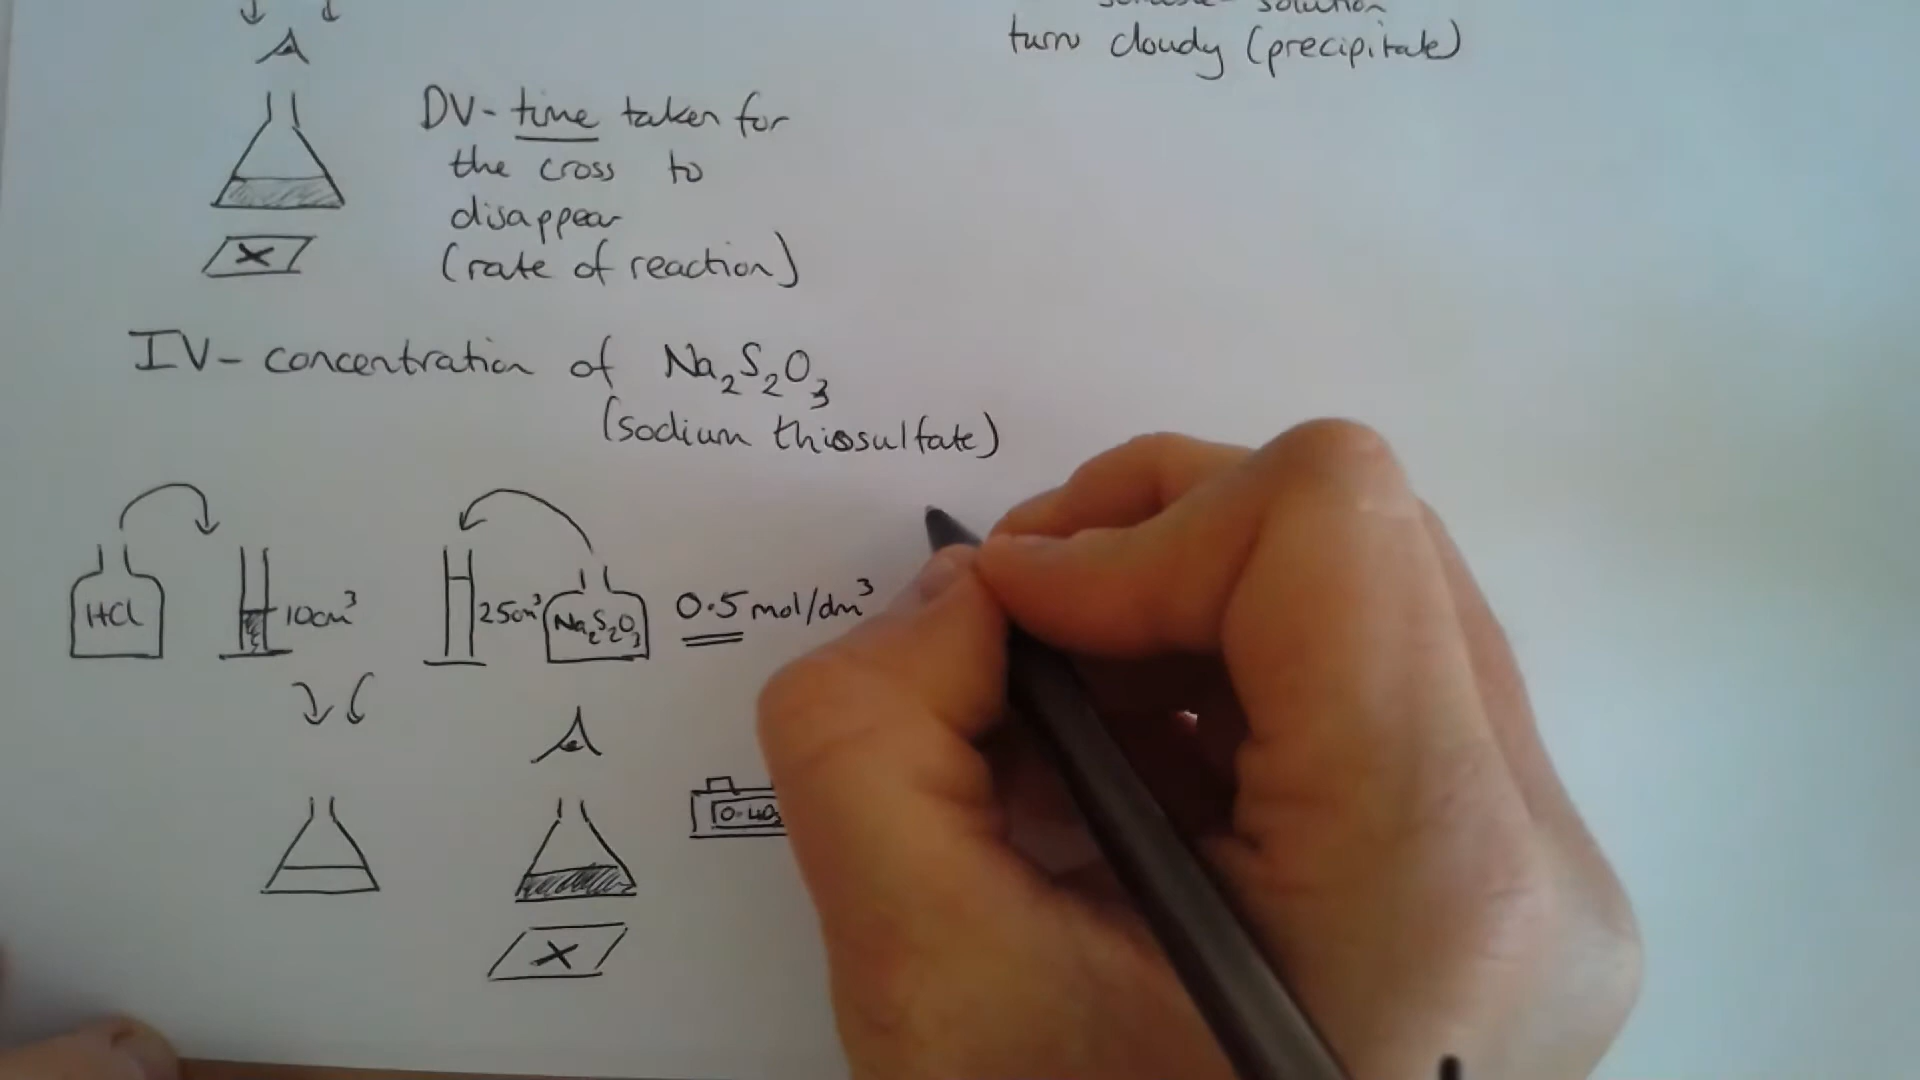 solution
turn cloudy (precipitate)
DV - time taken for
the cross to
disappear
(rate of reaction)
X
IV - concentration of Na₂S₂O₃
(sodium thiosulfate)
HCl
10cm³
25cm³
Na₂S₂O₃
0.5 mol/dm³
X